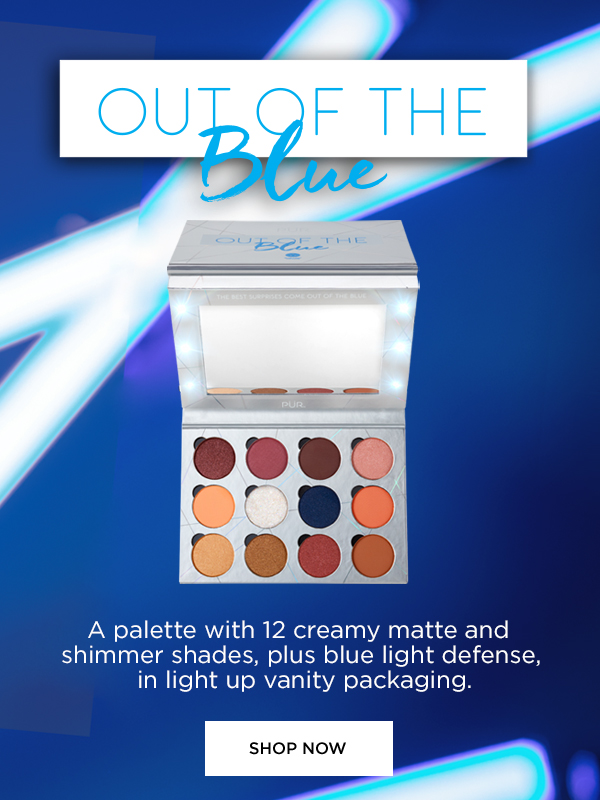 OUT OF THE
Blue
OUT OF THE
Blue
THE BEST SURPRISES COME OUT OF THE BLUE
PÜR
A palette with 12 creamy matte and
shimmer shades, plus blue light defense,
in light up vanity packaging.
SHOP NOW